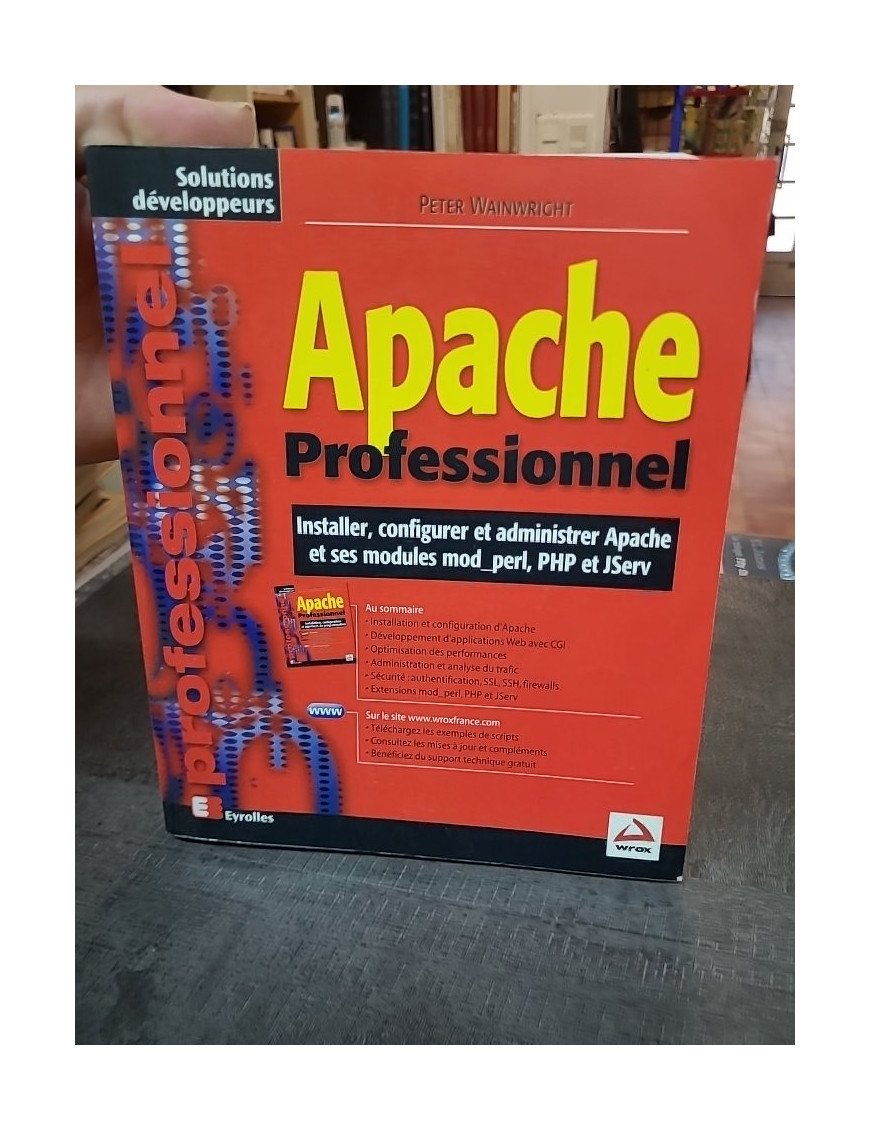 Solutions
développeurs
PETER WAINWRIGHT
professionnel
Apache
Professionnel
Installer, configurer et administrer Apache
et ses modules mod_perl, PHP et JServ
Apache
Professionnel
Au sommaire
• Installation et configuration d'Apache
• Développement d'applications Web avec CGI
• Optimisation des performances
• Administration et analyse du trafic
• Sécurité : authentification, SSL, SSH, firewalls
• Extensions mod_perl, PHP et JServ
www
Sur le site www.wroxfrance.com
• Téléchargez les exemples de scripts
• Consultez les mises à jour et compléments
• Bénéficiez du support technique gratuit
Eyrolles
wrox